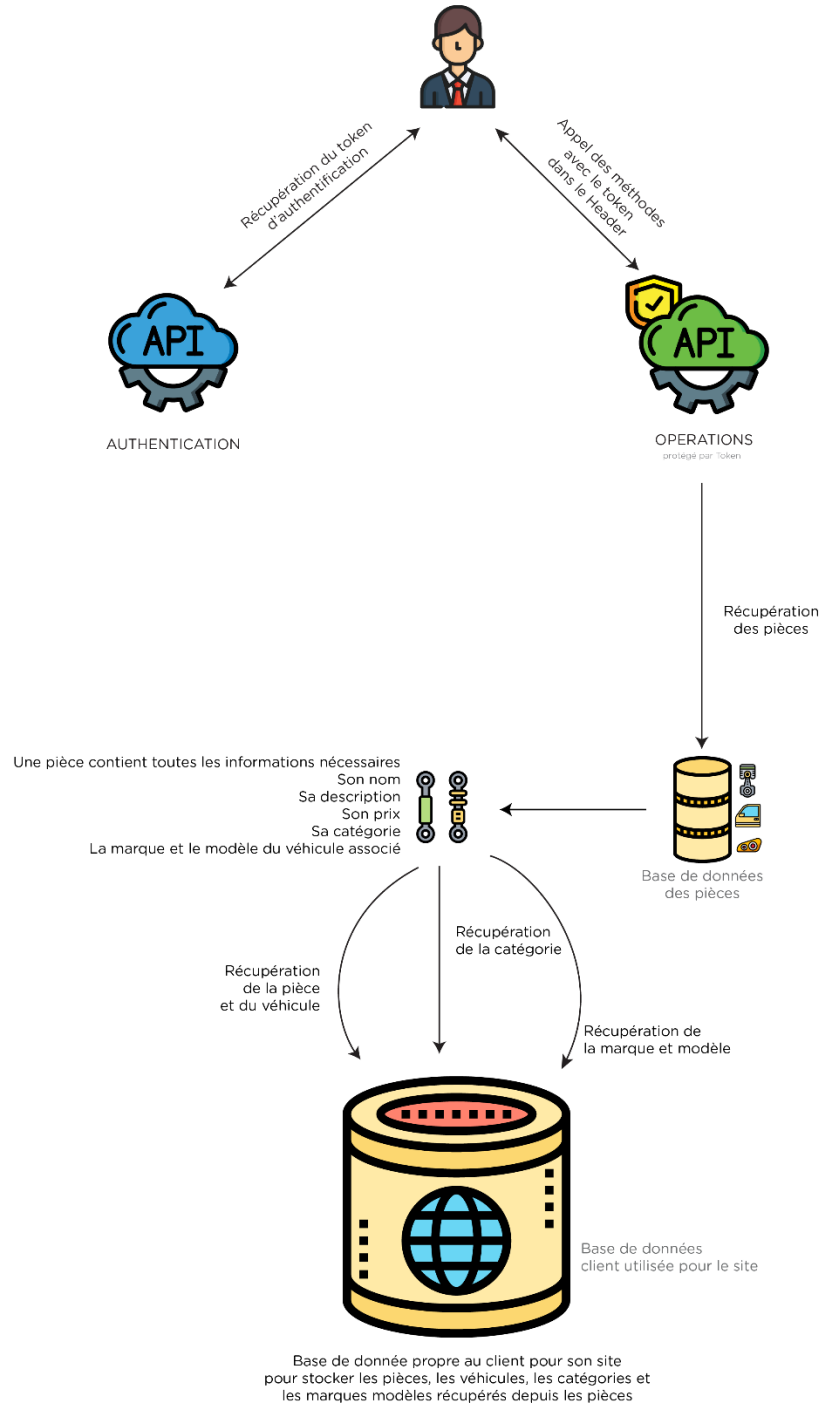 Récupération du token
d'authentification
Appel des méthodes
avec le token
dans le Header
API
API
AUTHENTICATION
OPERATIONS
protégé par Token
Récupération
des pièces
Une pièce contient toutes les informations nécessaires
Son nom
Sa description
Son prix
Sa catégorie
La marque et le modèle du véhicule associé
Base de données
des pièces
Récupération
de la catégorie
Récupération
de la pièce
et du véhicule
Récupération de
la marque et modèle
Base de données
client utilisée pour le site
Base de donnée propre au client pour son site
pour stocker les pièces, les véhicules, les catégories et
les marques modèles récupérés depuis les pièces